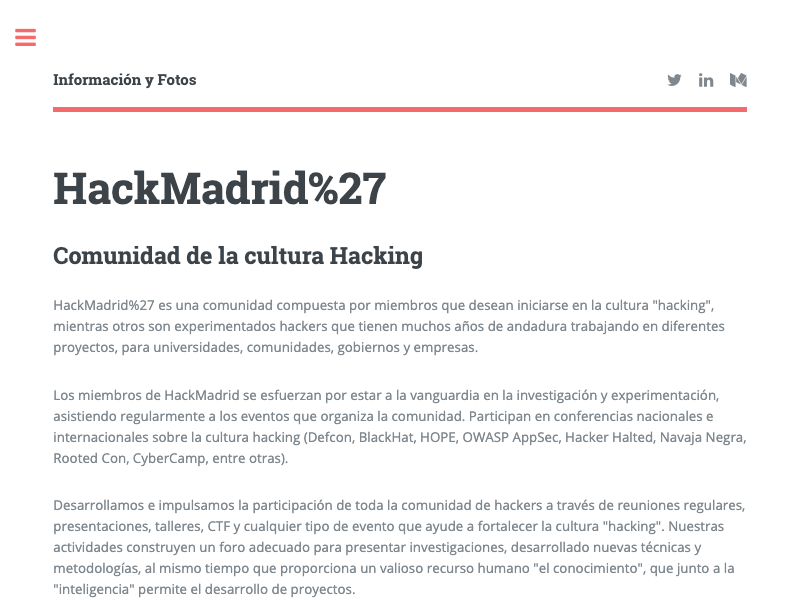 Información y Fotos
HackMadrid%27
Comunidad de la cultura Hacking
HackMadrid%27 es una comunidad compuesta por miembros que desean iniciarse en la cultura "hacking",
mientras otros son experimentados hackers que tienen muchos años de andadura trabajando en diferentes
proyectos, para universidades, comunidades, gobiernos y empresas.
Los miembros de HackMadrid se esfuerzan por estar a la vanguardia en la investigación y experimentación,
asistiendo regularmente a los eventos que organiza la comunidad. Participan en conferencias nacionales e
internacionales sobre la cultura hacking (Defcon, BlackHat, HOPE, OWASP AppSec, Hacker Halted, Navaja Negra,
Rooted Con, CyberCamp, entre otras).
Desarrollamos e impulsamos la participación de toda la comunidad de hackers a través de reuniones regulares,
presentaciones, talleres, CTF y cualquier tipo de evento que ayude a fortalecer la cultura "hacking". Nuestras
actividades construyen un foro adecuado para presentar investigaciones, desarrollado nuevas técnicas y
metodologías, al mismo tiempo que proporciona un valioso recurso humano "el conocimiento", que junto a la
"inteligencia" permite el desarrollo de proyectos.